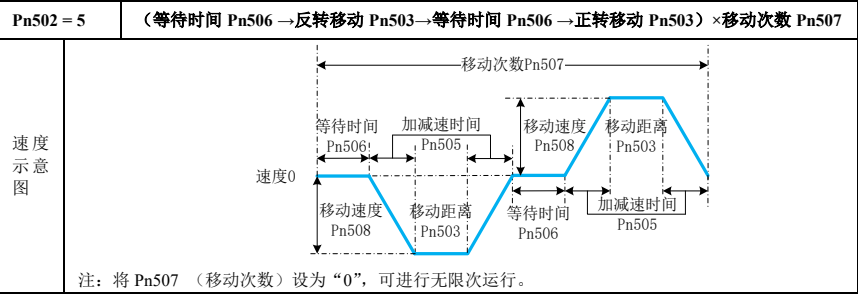 Pn502 = 5
（等待时间 Pn506 →反转移动 Pn503→等待时间 Pn506 →正转移动 Pn503）×移动次数 Pn507
速度
示意
图
移动次数Pn507
等待时间
Pn506
加减速时间
Pn505
移动速度
Pn508
移动距离
Pn503
速度0
移动速度
Pn508
移动距离
Pn503
等待时间
Pn506
加减速时间
Pn505
注：将 Pn507 （移动次数）设为“0”，可进行无限次运行。